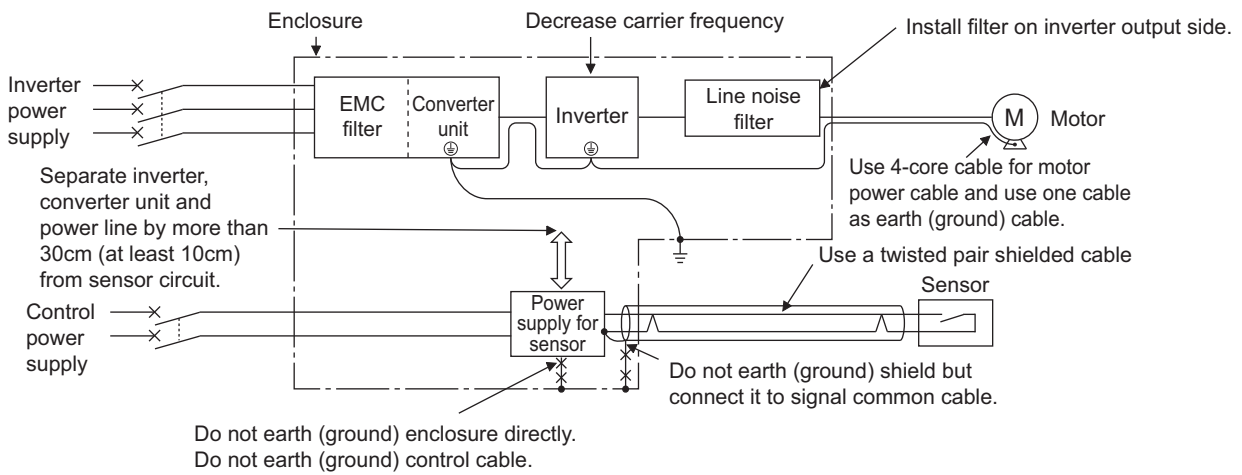 Enclosure
Decrease carrier frequency
Install filter on inverter output side.
Inverter
power
supply
EMC
filter
Converter
unit
Inverter
Line noise
filter
M
Motor
Use 4-core cable for motor
power cable and use one cable
as earth (ground) cable.
Separate inverter,
converter unit and
power line by more than
30cm (at least 10cm)
from sensor circuit.
Use a twisted pair shielded cable
Sensor
Control
power
supply
Power
supply for
sensor
Do not earth (ground) shield but
connect it to signal common cable.
Do not earth (ground) enclosure directly.
Do not earth (ground) control cable.